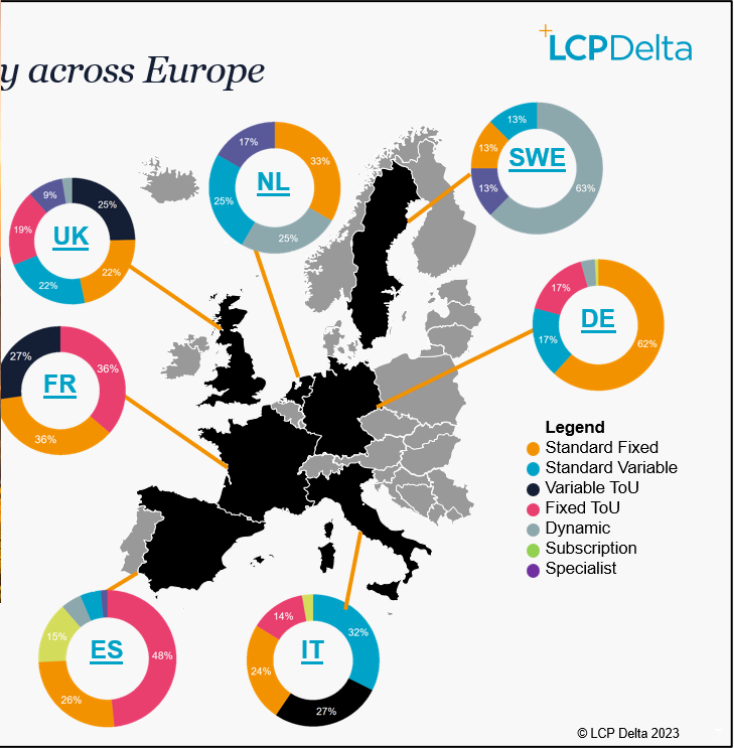 LCPDelta
y across Europe
UK
25%
22%
22%
19%
9%
NL
33%
25%
25%
17%
SWE
63%
13%
13%
13%
FR
36%
36%
27%
DE
62%
17%
17%
Legend
Standard Fixed
Standard Variable
Variable ToU
Fixed ToU
Dynamic
Subscription
Specialist
ES
48%
26%
15%
IT
32%
27%
24%
14%
© LCP Delta 2023